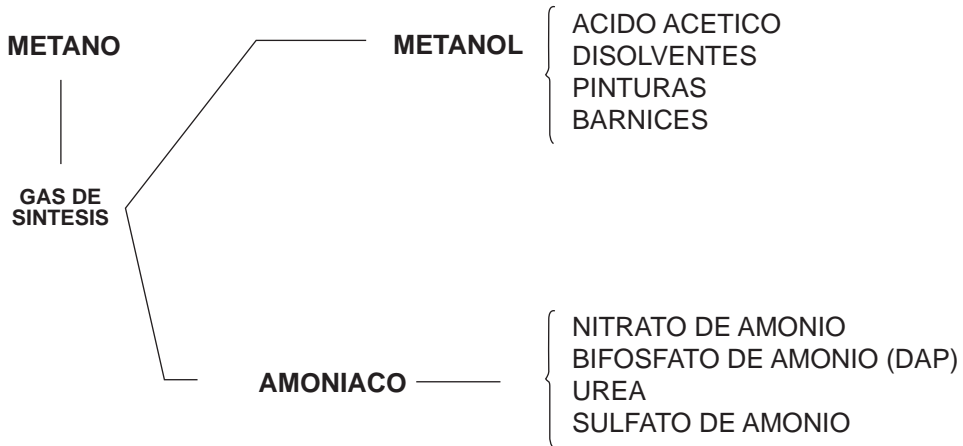 METANO
GAS DE
SINTESIS
METANOL
ACIDO ACETICO
DISOLVENTES
PINTURAS
BARNICES
AMONIACO
NITRATO DE AMONIO
BIFOSFATO DE AMONIO (DAP)
UREA
SULFATO DE AMONIO